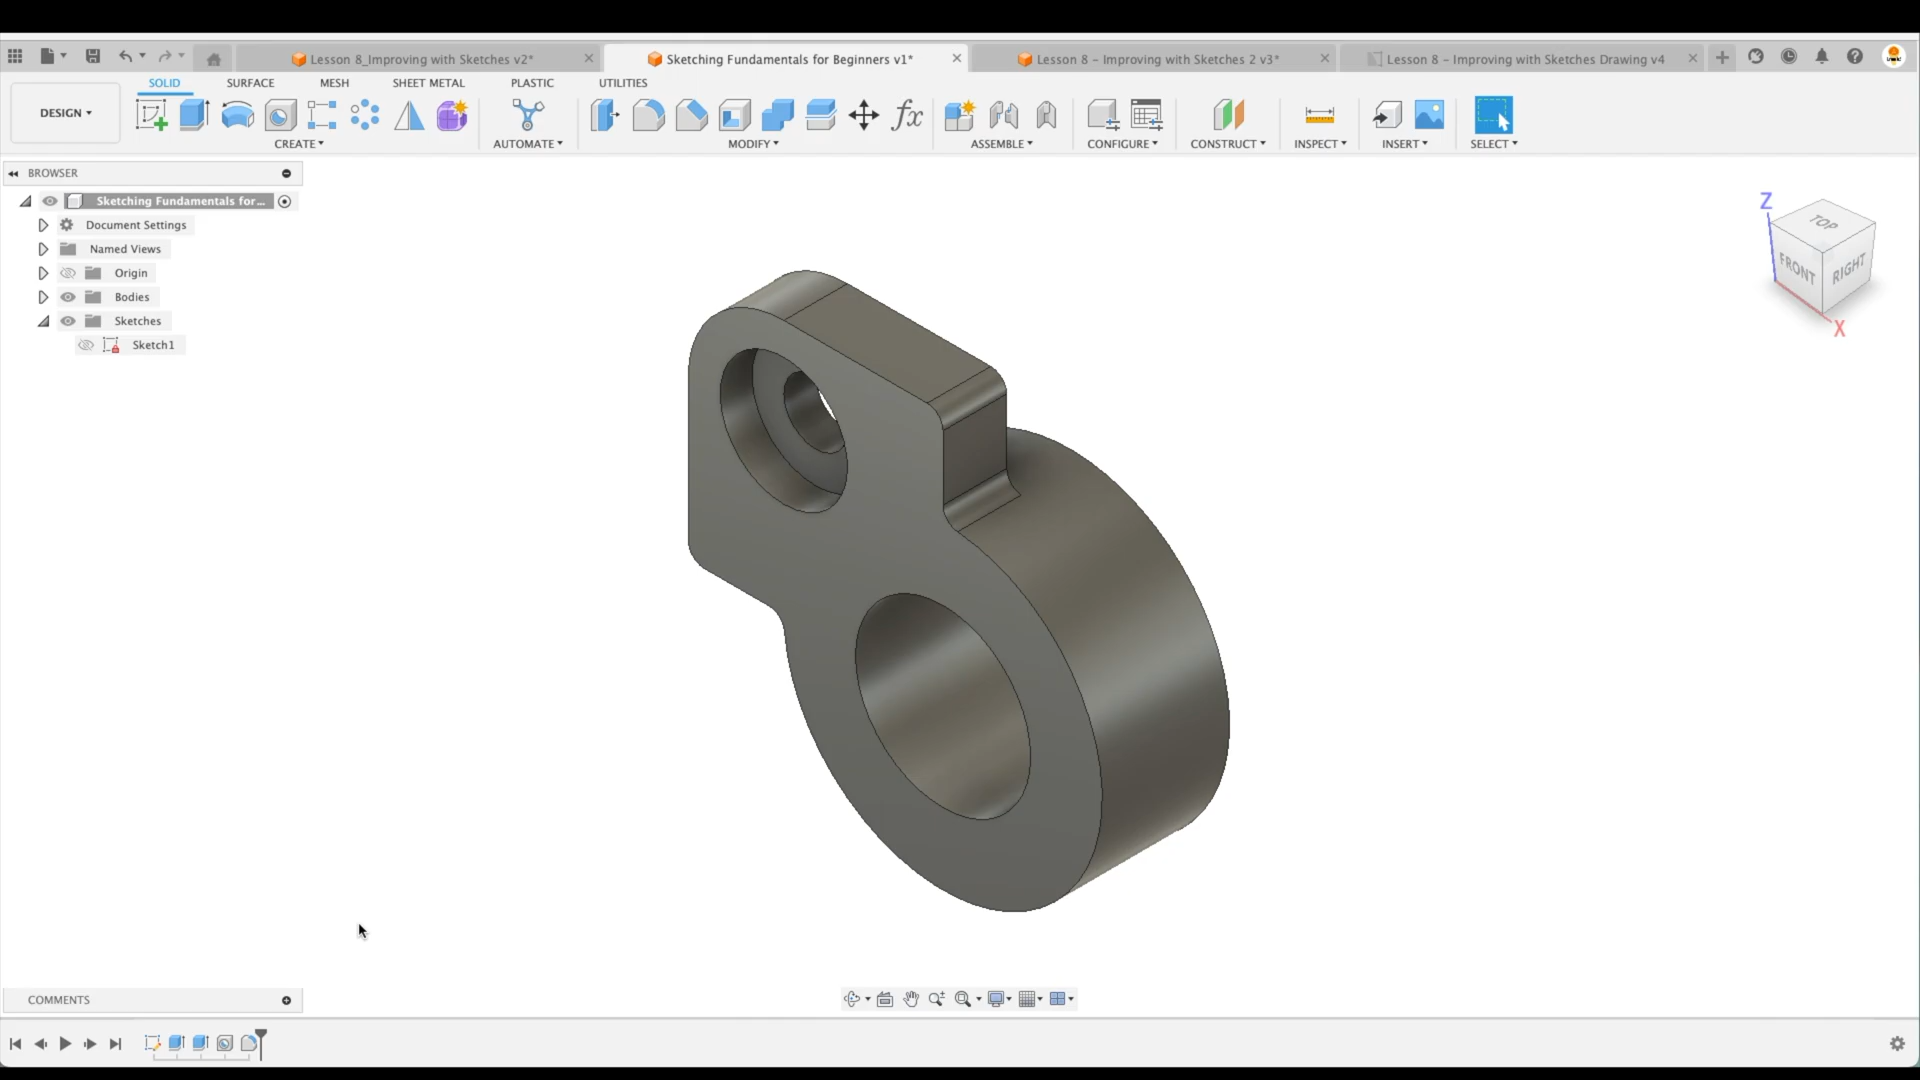 Lesson 8_Improving with Sketches v2*
Sketching Fundamentals for Beginners v1*
Lesson 8 – Improving with Sketches 2 v3*
Lesson 8 – Improving with Sketches Drawing v4
SOLID SURFACE MESH SHEET METAL PLASTIC UTILITIES
DESIGN
fx
CREATE AUTOMATE MODIFY ASSEMBLE CONFIGURE CONSTRUCT INSPECT INSERT SELECT
BROWSER
Sketching Fundamentals for...
Document Settings
Named Views
Origin
Bodies
Sketches
Sketch1
Z
TOP
FRONT RIGHT
X
COMMENTS